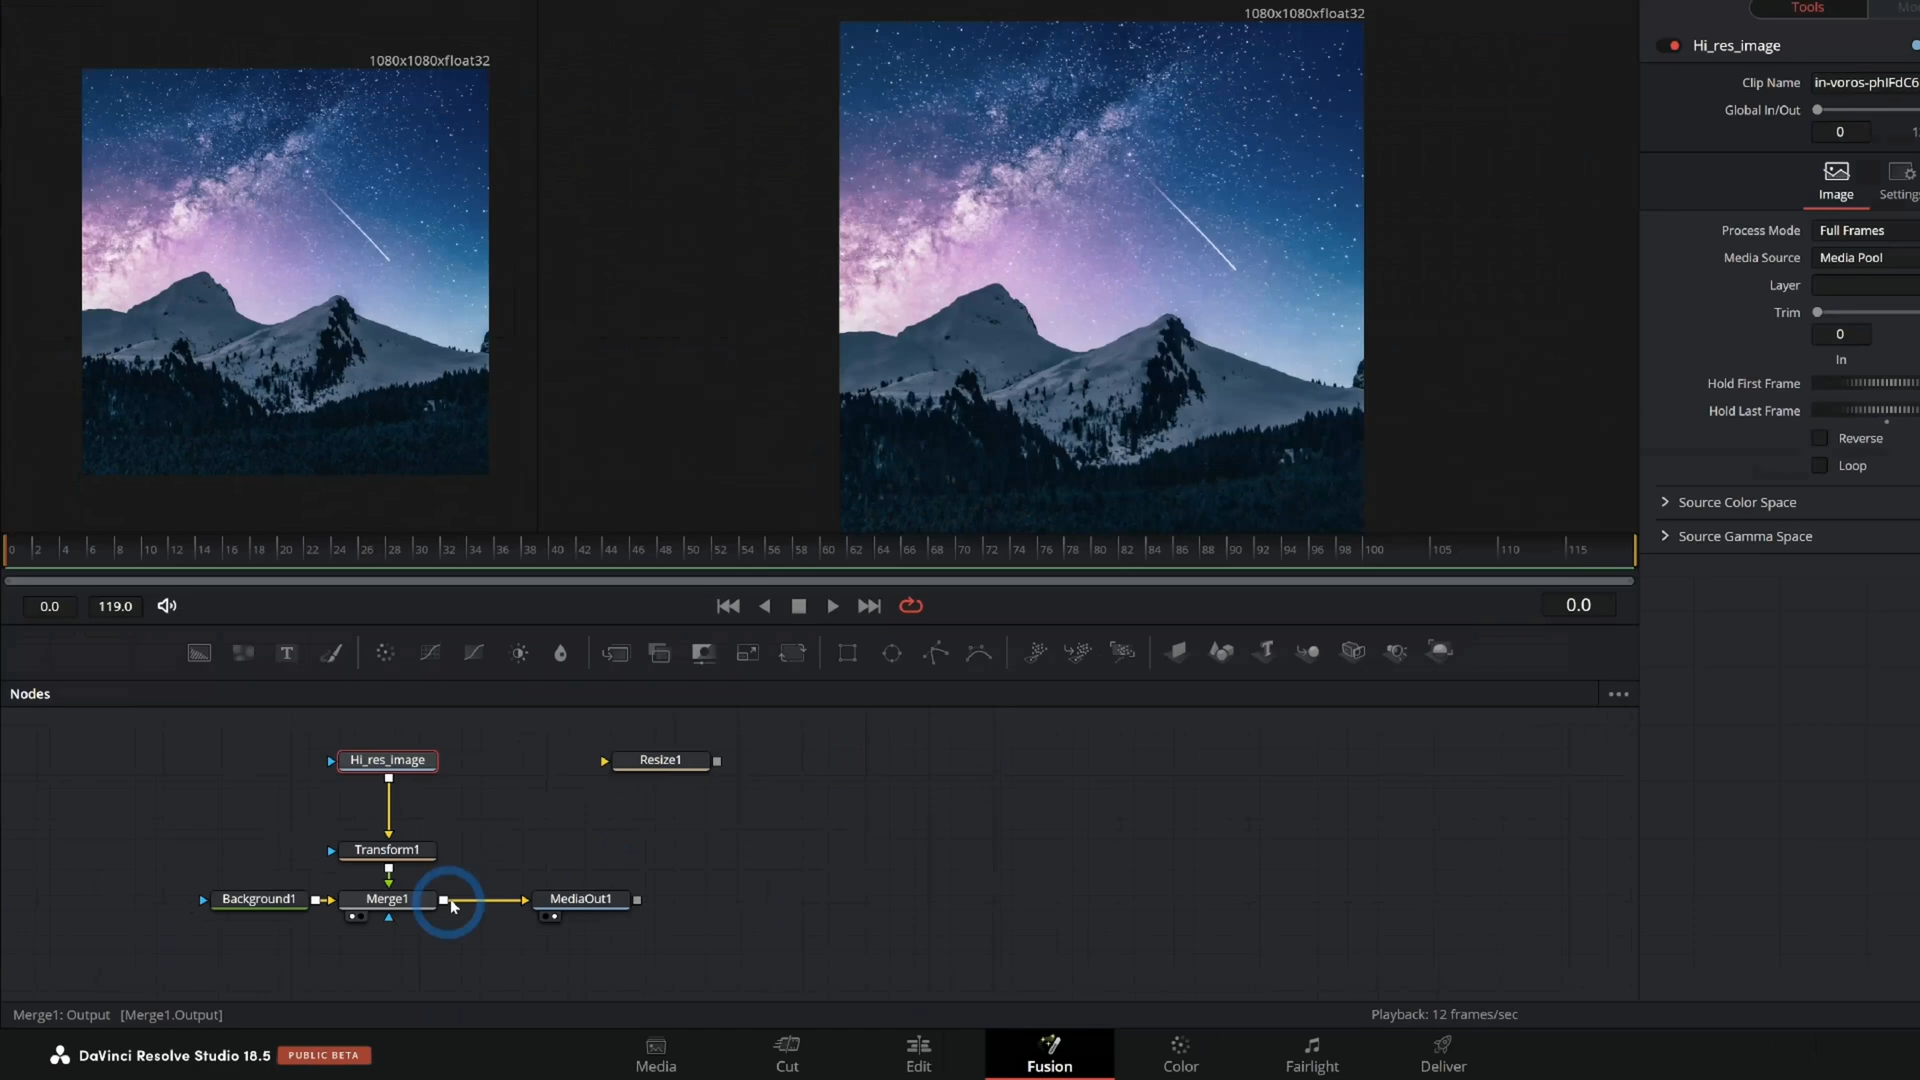 1080x1080xfloat32
1080x1080xfloat32
Tools
Hi_res_image
Clip Name in-voros-phIFdC6
Global In/Out
0
Image Settings
Process Mode Full Frames
Media Source Media Pool
Layer
Trim
0
In
Hold First Frame
Hold Last Frame
Reverse
Loop
Source Color Space
Source Gamma Space
0 2 4 6 8 10 12 14 16 18 20 22 24 26 28 30 32 34 36 38 40 42 44 46 48 50 52 54 56 58 60 62 64 66 68 70 72 74 76 78 80 82 84 86 88 90 92 94 96 98 100 105 110 115
0.0 119.0 0.0
T T
Nodes
Hi_res_image Resize1
Transform1
Background1 Merge1 MediaOut1
Merge1: Output [Merge1.Output] Playback: 12 frames/sec
DaVinci Resolve Studio 18.5 PUBLIC BETA
Media Cut Edit Fusion Color Fairlight Deliver